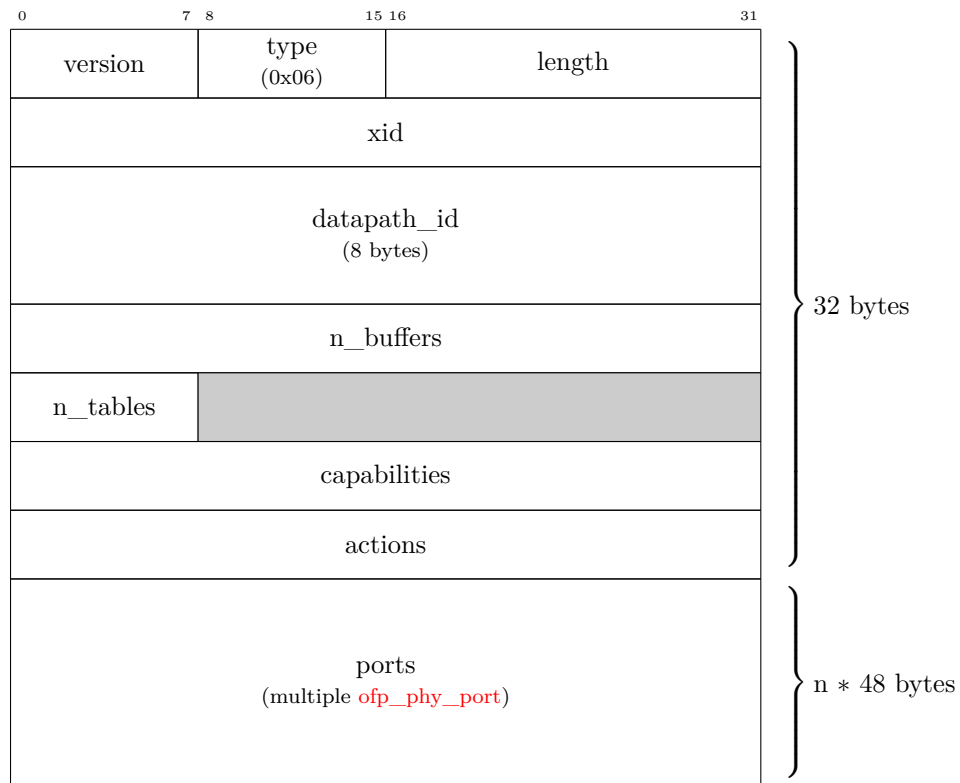 0 7 8 15 16 31
version type length
(0x06)
xid
datapath_id
(8 bytes)
n_buffers
32 bytes
n_tables
capabilities
actions
ports
(multiple ofp_phy_port)
n * 48 bytes